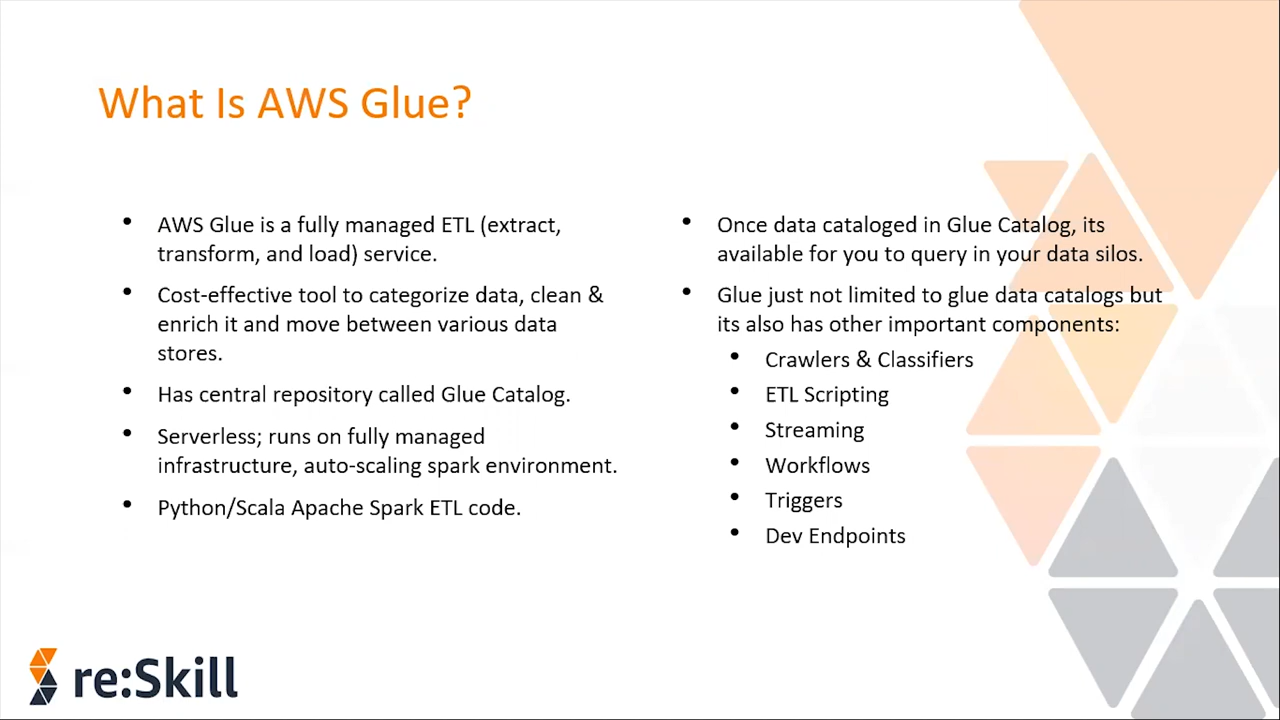 What Is AWS Glue?
• AWS Glue is a fully managed ETL (extract,
transform, and load) service.
• Cost-effective tool to categorize data, clean &
enrich it and move between various data
stores.
• Has central repository called Glue Catalog.
• Serverless; runs on fully managed
infrastructure, auto-scaling spark environment.
• Python/Scala Apache Spark ETL code.
• Once data cataloged in Glue Catalog, its
available for you to query in your data silos.
• Glue just not limited to glue data catalogs but
its also has other important components:
• Crawlers & Classifiers
• ETL Scripting
• Streaming
• Workflows
• Triggers
• Dev Endpoints
re:Skill